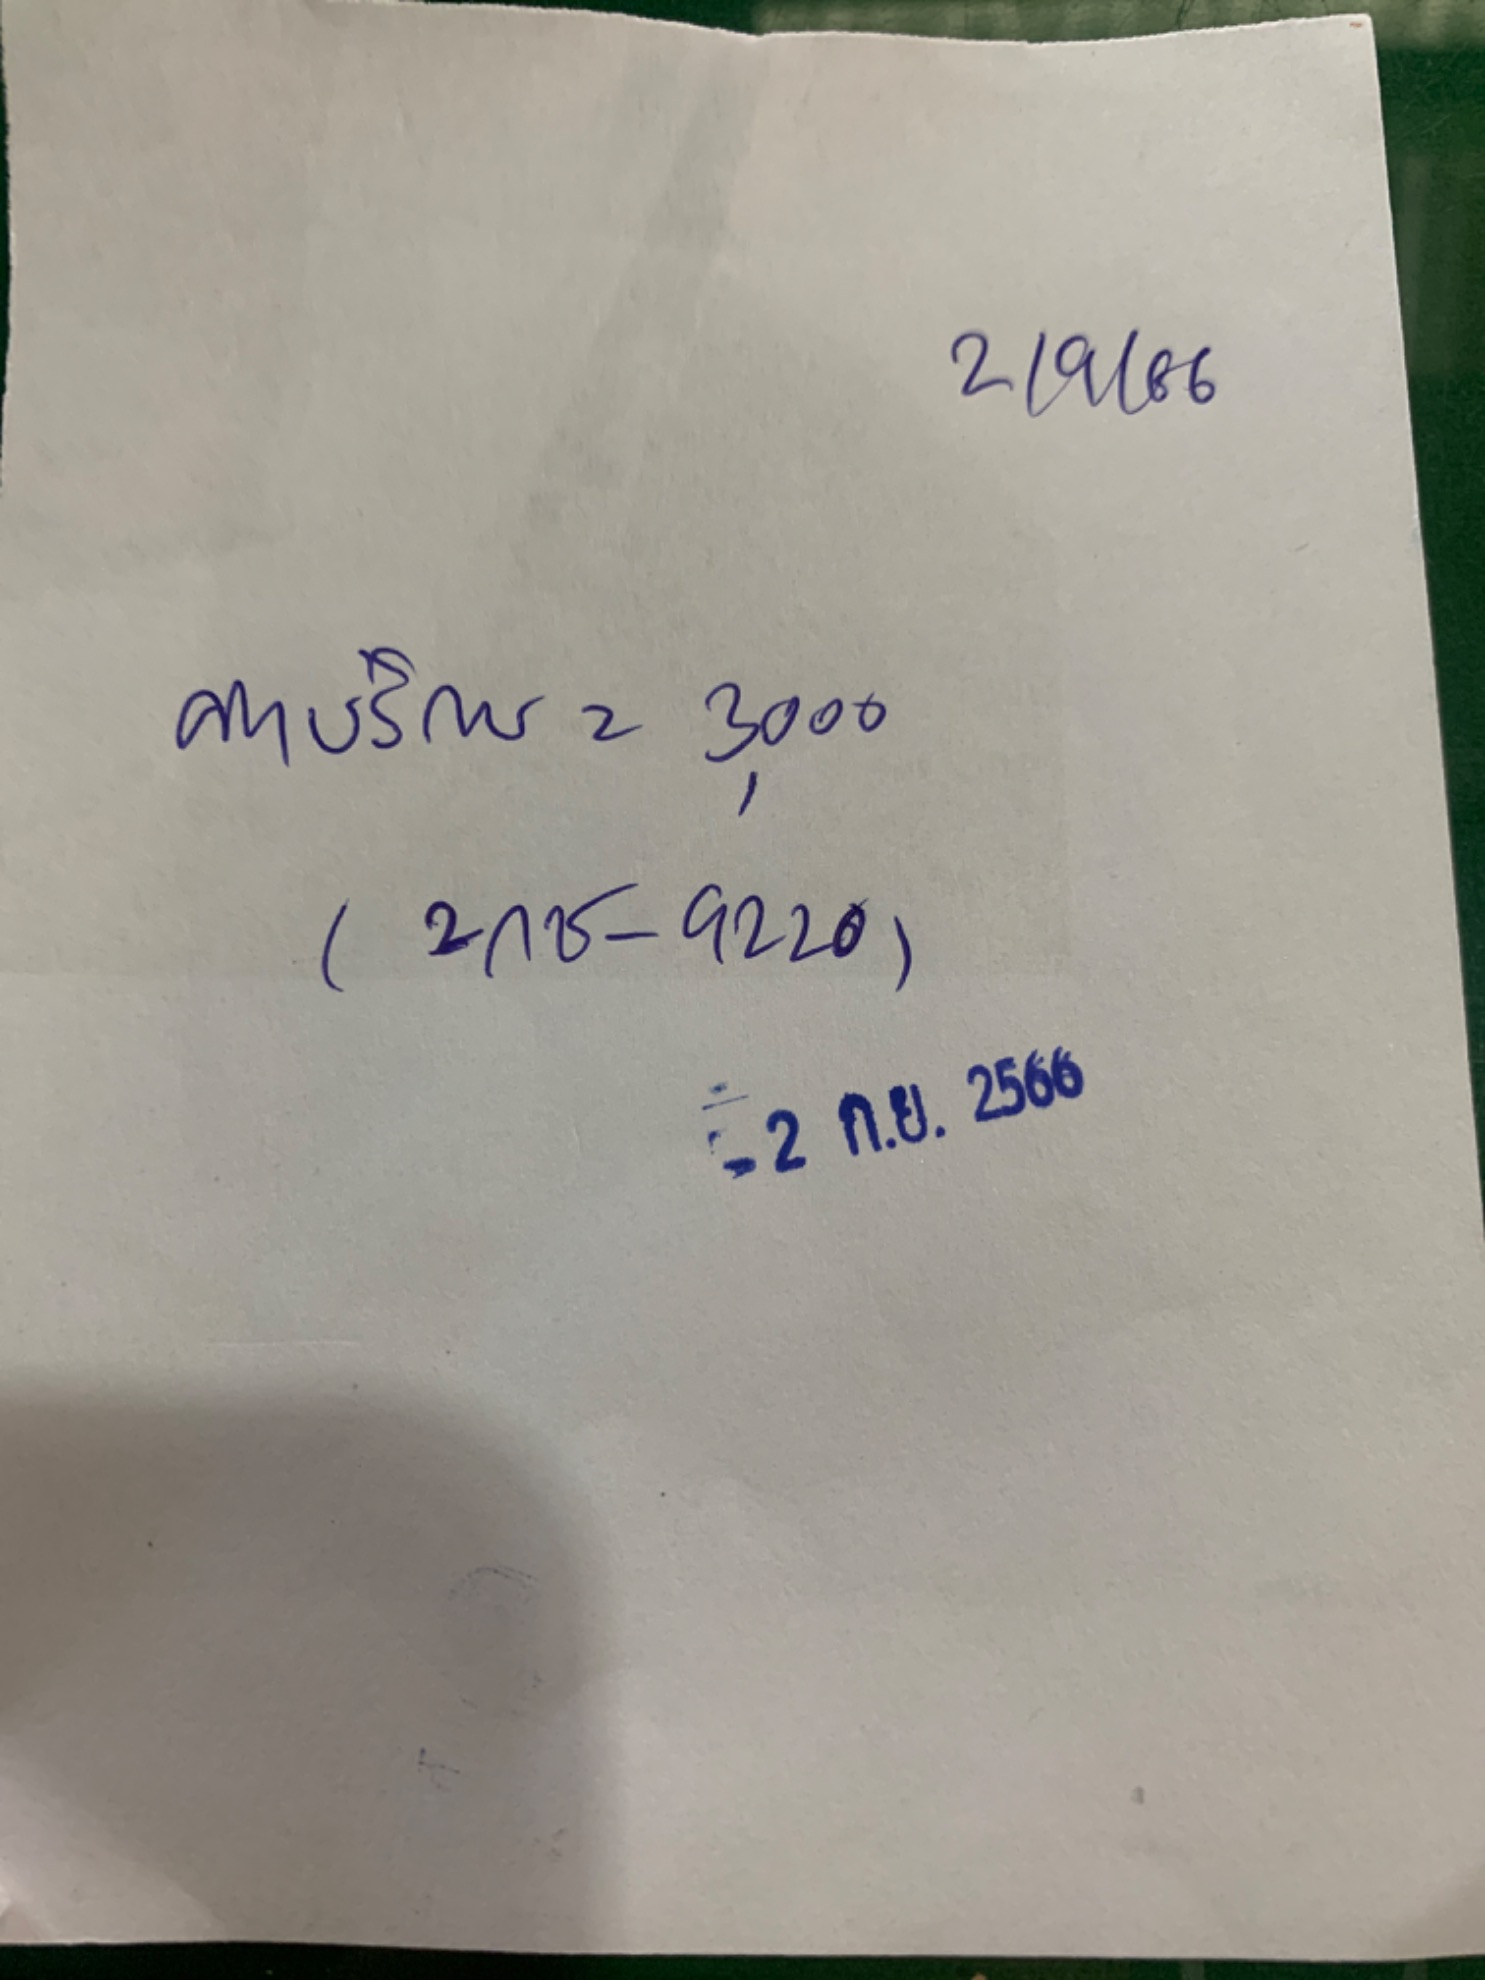 2/9/66
ค่าบริการ = 3,000
( 2กช-9220)
-2 ก.ย. 2566